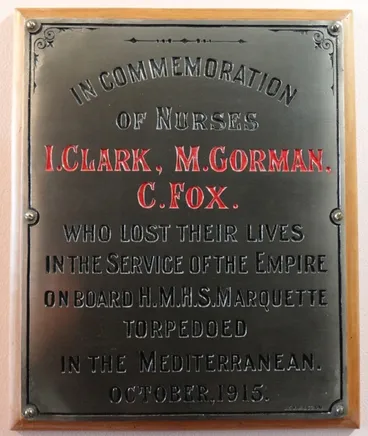 IN COMMEMORATION
OF NURSES
I. CLARK, M. GORMAN.
C. FOX.
WHO LOST THEIR LIVES
IN THE SERVICE OF THE EMPIRE
ON BOARD H.M.H.S. MARQUETTE
TORPEDOED
IN THE MEDITERRANEAN.
OCTOBER, 1915.